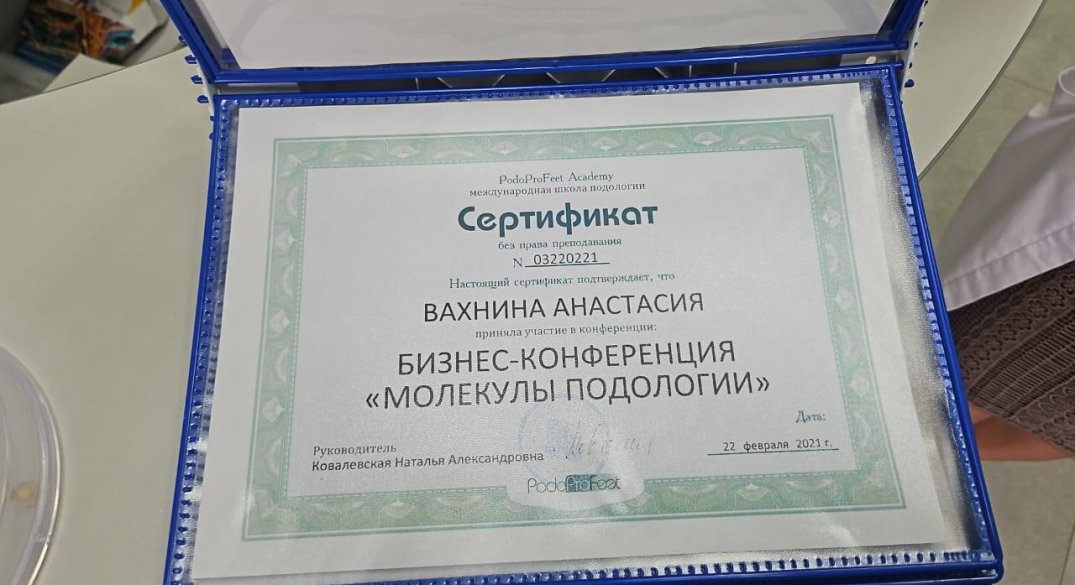 PodoProFeet Academy
международная школа подологии
Сертификат
без права преподавания
N 03220221
Настоящий сертификат подтверждает, что
ВАХНИНА АНАСТАСИЯ
приняла участие в конференции:
БИЗНЕС-КОНФЕРЕНЦИЯ
«МОЛЕКУЛЫ ПОДОЛОГИИ»
Дата:
22 февраля 2021 г.
Руководитель
Ковалевская Наталья Александровна
PodoProFeet